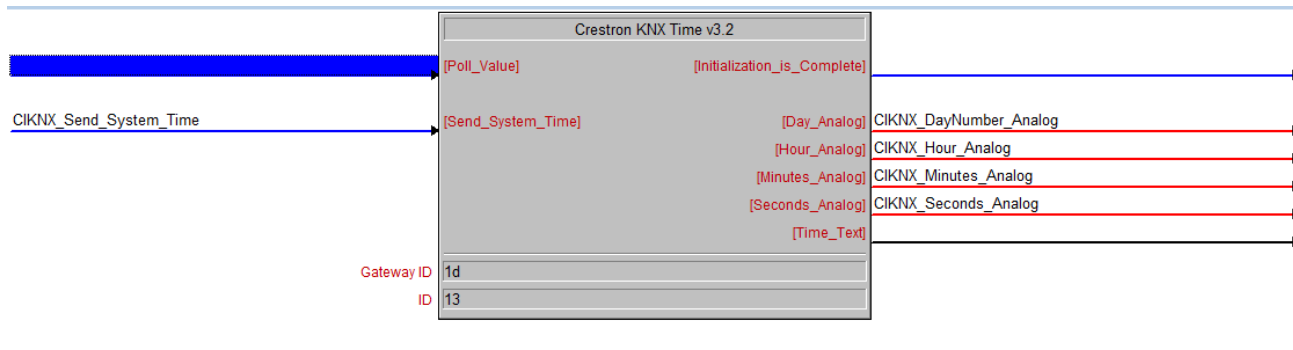 Crestron KNX Time v3.2
[Poll_Value] [Initialization_is_Complete]
CIKNX_Send_System_Time [Send_System_Time] [Day_Analog] CIKNX_DayNumber_Analog
[Hour_Analog] CIKNX_Hour_Analog
[Minutes_Analog] CIKNX_Minutes_Analog
[Seconds_Analog] CIKNX_Seconds_Analog
[Time_Text]
Gateway ID 1d
ID 13